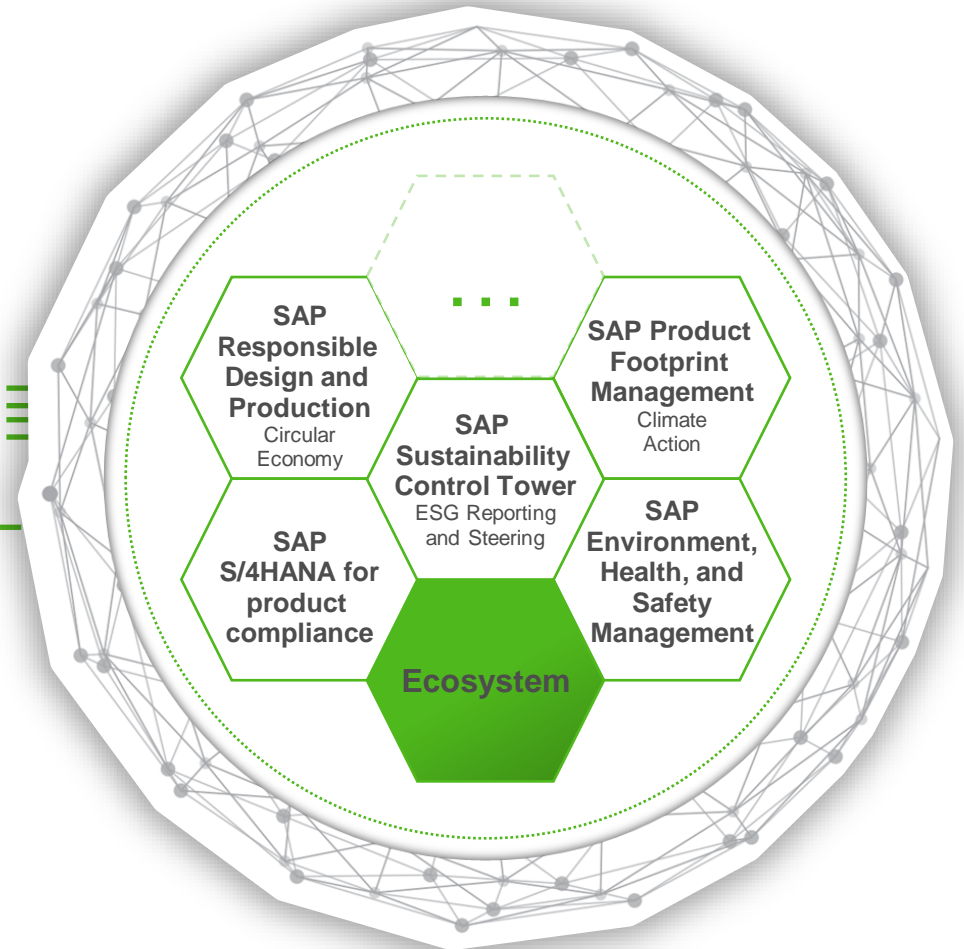 ...
SAP
Responsible
Design and
Production
Circular
Economy
SAP Product
Footprint
Management
Climate
Action
SAP
Sustainability
Control Tower
ESG Reporting
and Steering
SAP
S/4HANA for
product
compliance
SAP
Environment,
Health, and
Safety
Management
Ecosystem